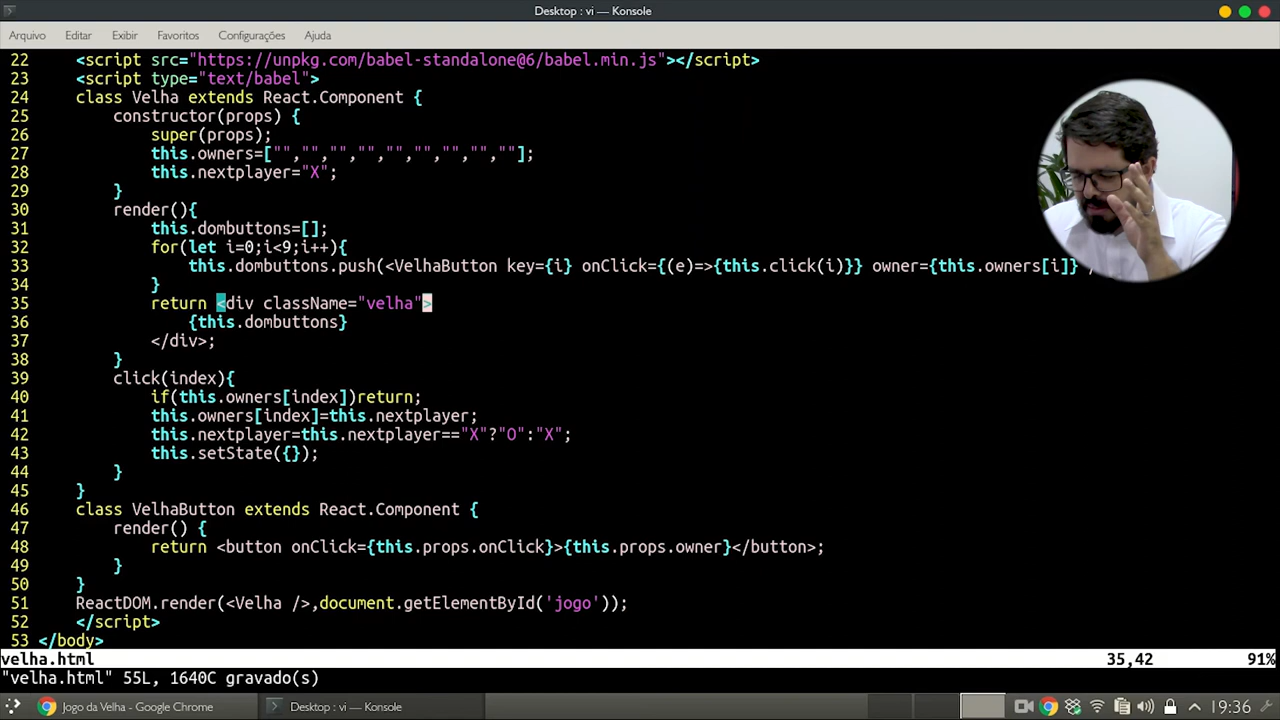 Desktop : vi — Konsole
Arquivo Editar Exibir Favoritos Configurações Ajuda
22     <script src="https://unpkg.com/babel-standalone@6/babel.min.js"></script>
23     <script type="text/babel">
24     class Velha extends React.Component {
25         constructor(props) {
26             super(props);
27             this.owners=["","","","","","","","",""];
28             this.nextplayer="X";
29         }
30         render(){
31             this.dombuttons=[];
32             for(let i=0;i<9;i++){
33                 this.dombuttons.push(<VelhaButton key={i} onClick={(e)=>{this.click(i)}} owner={this.owners[i]} /
34             }
35             return <div className="velha">
36                 {this.dombuttons}
37             </div>;
38         }
39         click(index){
40             if(this.owners[index])return;
41             this.owners[index]=this.nextplayer;
42             this.nextplayer=this.nextplayer=="X"?"O":"X";
43             this.setState({});
44         }
45     }
46     class VelhaButton extends React.Component {
47         render() {
48             return <button onClick={this.props.onClick}>{this.props.owner}</button>;
49         }
50     }
51     ReactDOM.render(<Velha />,document.getElementById('jogo'));
52     </script>
53 </body>
velha.html 35,42 91%
"velha.html" 55L, 1640C gravado(s)
Jogo da Velha - Google Chrome Desktop : vi — Konsole 19:36